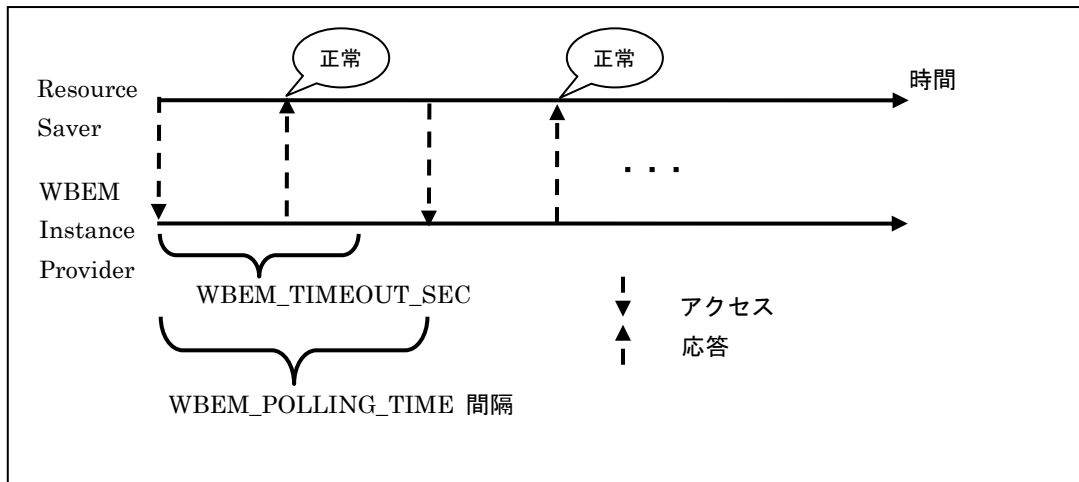 正常
正常
時間
Resource
Saver
・・・
WBEM
Instance
Provider
WBEM_TIMEOUT_SEC
アクセス
応答
WBEM_POLLING_TIME 間隔